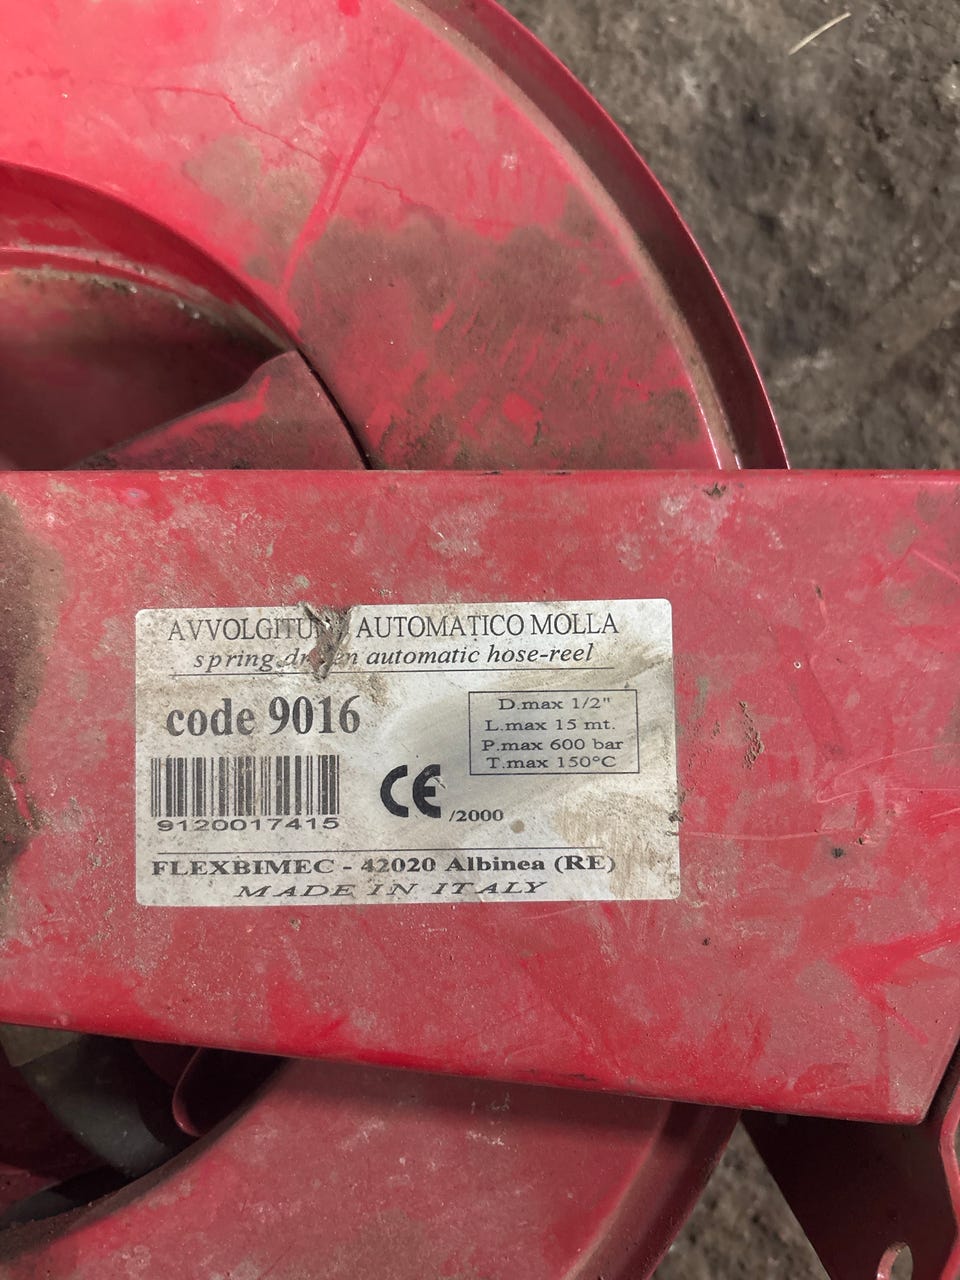 AUTOMATICO MOLLA
spring automatic hose-reel
code 9016
D.max 1/2"
L.max 15 mt.
P.max 600 bar
T.max 150°C
9120017415
CE /2000
FLEXBIMEC - 42020 Albinea (RE)
MADE IN ITALY